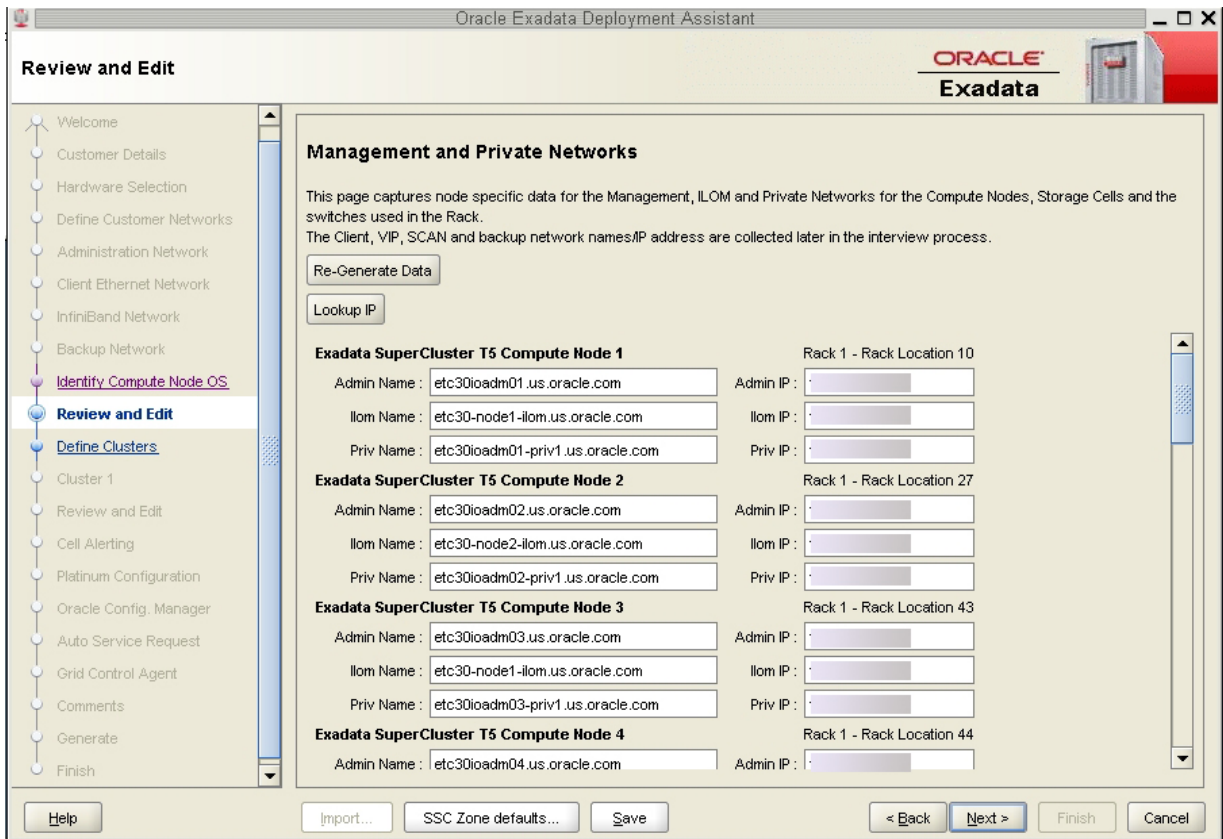 Oracle Exadata Deployment Assistant
Review and Edit
ORACLE
Exadata
Welcome
Customer Details
Hardware Selection
Define Customer Networks
Administration Network
Client Ethernet Network
InfiniBand Network
Backup Network
Identify Compute Node OS
Review and Edit
Define Clusters
Cluster 1
Review and Edit
Cell Alerting
Platinum Configuration
Oracle Config. Manager
Auto Service Request
Grid Control Agent
Comments
Generate
Finish
Management and Private Networks
This page captures node specific data for the Management, ILOM and Private Networks for the Compute Nodes, Storage Cells and the
switches used in the Rack.
The Client, VIP, SCAN and backup network names/IP address are collected later in the interview process.
Re-Generate Data
Lookup IP
Exadata SuperCluster T5 Compute Node 1 Rack 1 - Rack Location 10
Admin Name : etc30ioadm01.us.oracle.com Admin IP :
Ilom Name : etc30-node1-ilom.us.oracle.com Ilom IP :
Priv Name : etc30ioadm01-priv1.us.oracle.com Priv IP :
Exadata SuperCluster T5 Compute Node 2 Rack 1 - Rack Location 27
Admin Name : etc30ioadm02.us.oracle.com Admin IP :
Ilom Name : etc30-node2-ilom.us.oracle.com Ilom IP :
Priv Name : etc30ioadm02-priv1.us.oracle.com Priv IP :
Exadata SuperCluster T5 Compute Node 3 Rack 1 - Rack Location 43
Admin Name : etc30ioadm03.us.oracle.com Admin IP :
Ilom Name : etc30-node1-ilom.us.oracle.com Ilom IP :
Priv Name : etc30ioadm03-priv1.us.oracle.com Priv IP :
Exadata SuperCluster T5 Compute Node 4 Rack 1 - Rack Location 44
Admin Name : etc30ioadm04.us.oracle.com Admin IP :
Help Import... SSC Zone defaults... Save < Back Next > Finish Cancel